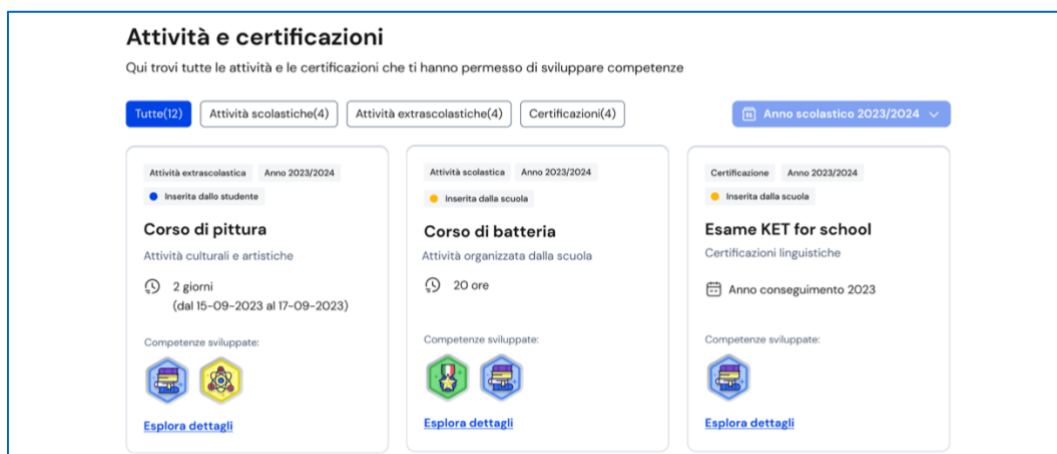 Attività e certificazioni
Qui trovi tutte le attività e le certificazioni che ti hanno permesso di sviluppare competenze
Tutte(12) Attività scolastiche(4) Attività extrascolastiche(4) Certificazioni(4) Anno scolastico 2023/2024
Attività extrascolastica Anno 2023/2024
Inserita dallo studente
Corso di pittura
Attività culturali e artistiche
2 giorni
(dal 15-09-2023 al 17-09-2023)
Competenze sviluppate:
Esplora dettagli
Attività scolastica Anno 2023/2024
Inserita dalla scuola
Corso di batteria
Attività organizzata dalla scuola
20 ore
Competenze sviluppate:
Esplora dettagli
Certificazione Anno 2023/2024
Inserita dalla scuola
Esame KET for school
Certificazioni linguistiche
Anno conseguimento 2023
Competenze sviluppate:
Esplora dettagli